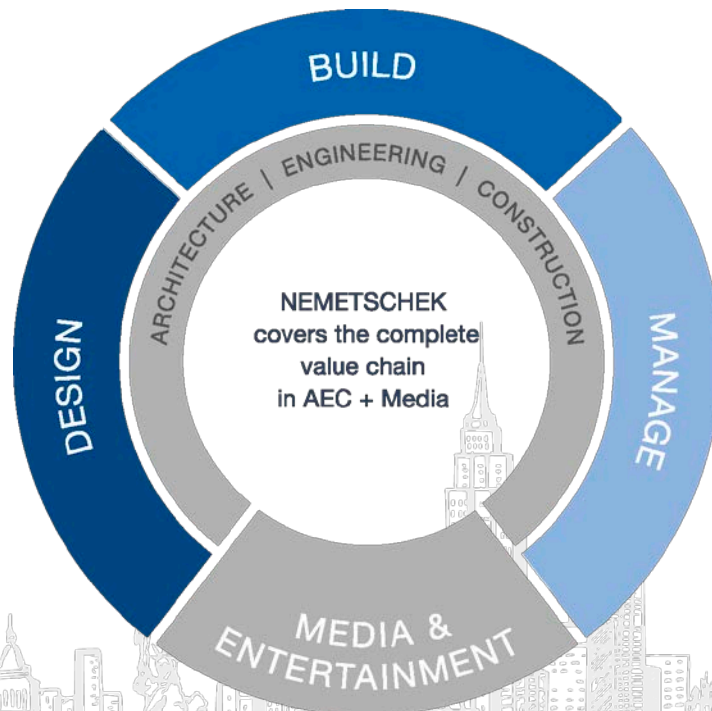 BUILD
ARCHITECTURE | ENGINEERING | CONSTRUCTION
DESIGN
NEMETSCHEK
covers the complete
value chain
in AEC + Media
MANAGE
MEDIA &
ENTERTAINMENT